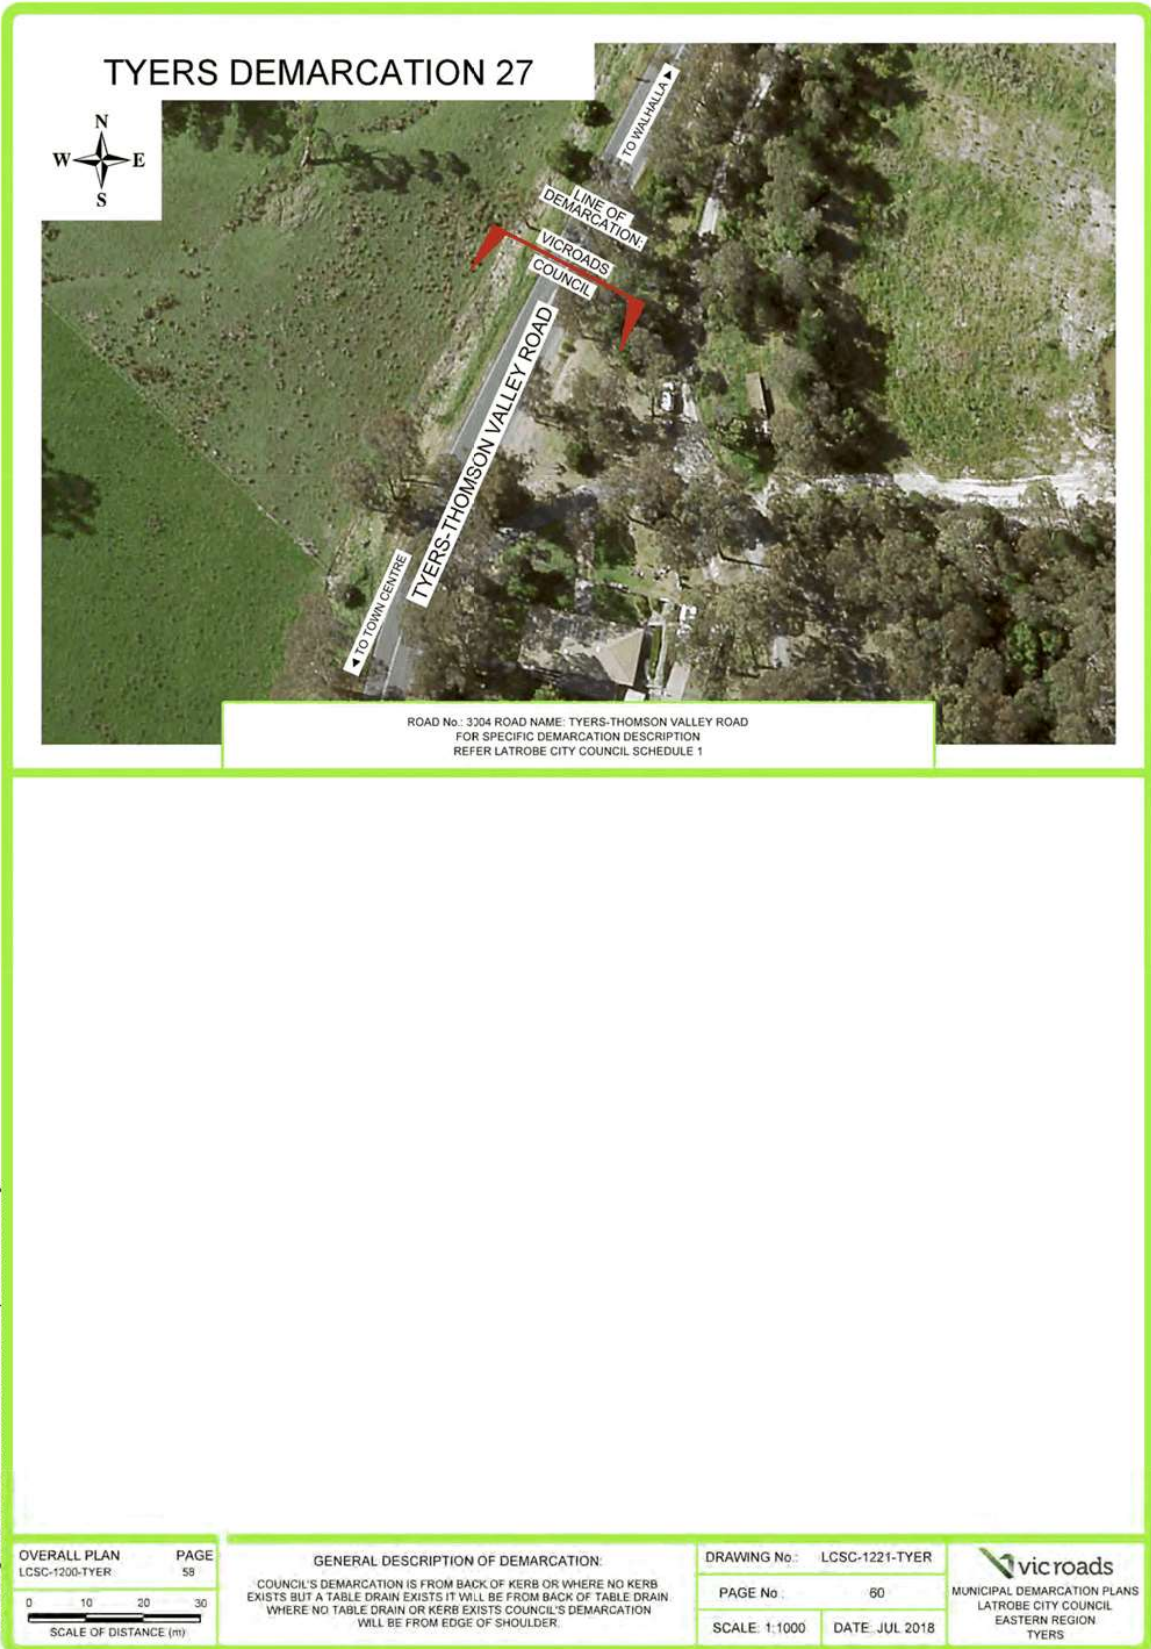 TYERS DEMARCATION 27
N
W E
S
TO WALHALLA ►
LINE OF
DEMARCATION:
VICROADS
COUNCIL
TYERS-THOMSON VALLEY ROAD
◄ TO TOWN CENTRE
ROAD No.: 3004 ROAD NAME: TYERS-THOMSON VALLEY ROAD
FOR SPECIFIC DEMARCATION DESCRIPTION
REFER LATROBE CITY COUNCIL SCHEDULE 1
OVERALL PLAN PAGE
LCSC-1200-TYER 58
0 10 20 30
SCALE OF DISTANCE (m)
GENERAL DESCRIPTION OF DEMARCATION:
COUNCIL'S DEMARCATION IS FROM BACK OF KERB OR WHERE NO KERB
EXISTS BUT A TABLE DRAIN EXISTS IT WILL BE FROM BACK OF TABLE DRAIN
WHERE NO TABLE DRAIN OR KERB EXISTS COUNCIL'S DEMARCATION
WILL BE FROM EDGE OF SHOULDER.
DRAWING No.: LCSC-1221-TYER
PAGE No 60
SCALE: 1:1000 DATE JUL 2018
vicroads
MUNICIPAL DEMARCATION PLANS
LATROBE CITY COUNCIL
EASTERN REGION
TYERS